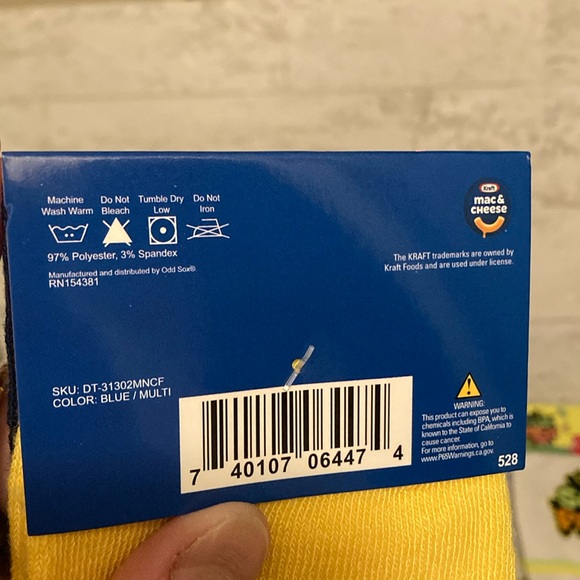 Machine Wash Warm
Do Not Bleach
Tumble Dry Low
Do Not Iron
97% Polyester, 3% Spandex
Manufactured and distributed by Odd Sox®
RN154381
Kraft
mac&
cheese
The KRAFT trademarks are owned by
Kraft Foods and are used under license.
SKU: DT-31302MNCF
COLOR: BLUE / MULTI
7 40107 06447 4
WARNING:
This product can expose you to
chemicals including BPA, which is
known to the State of California to
cause cancer.
For more information, go to
www.P65Warnings.ca.gov.
528